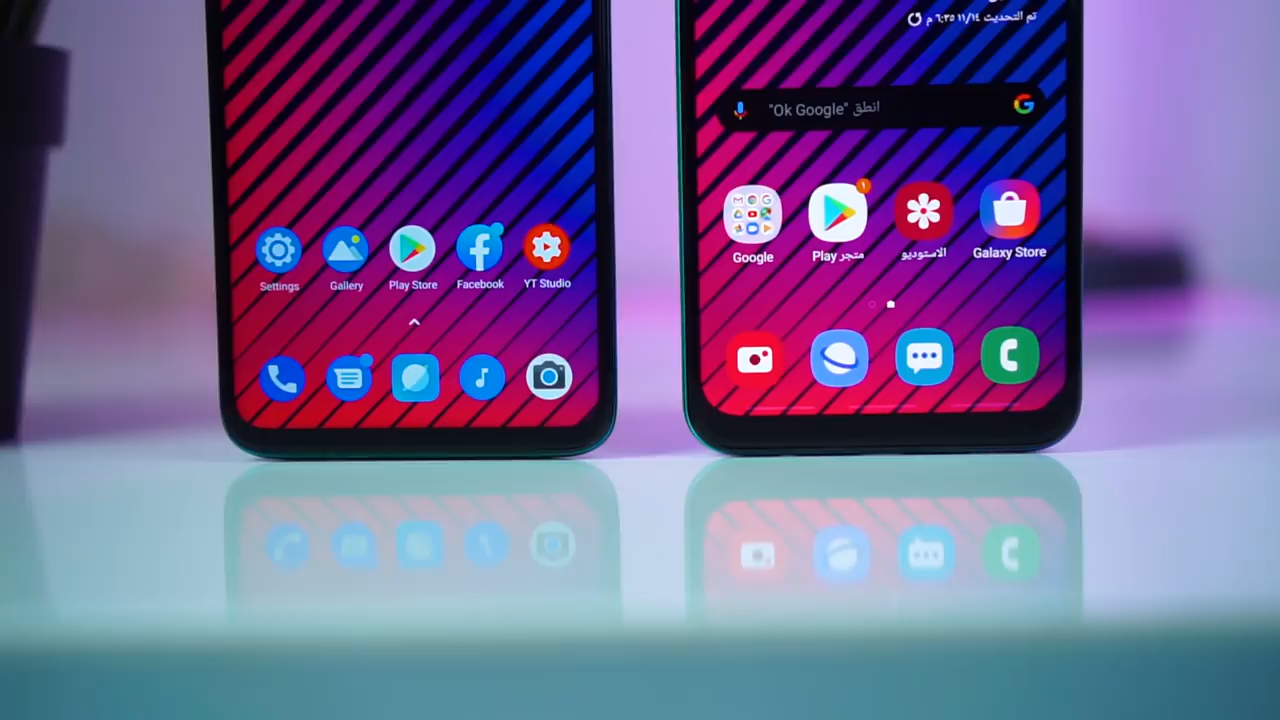 Settings
Gallery
Play Store
Facebook
YT Studio
تم التحديث ١١/١٤ ٦:٣٥ م
انطق "Ok Google"
١
Google
متجر Play
الاستوديو
Galaxy Store